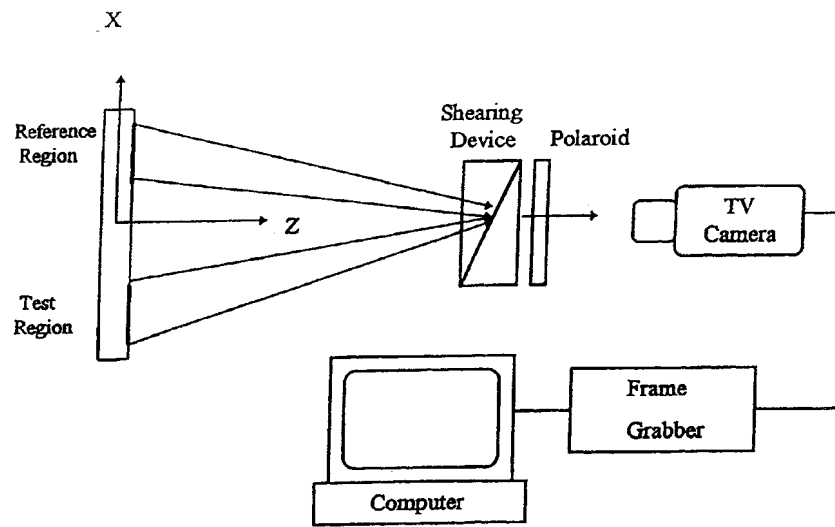 X
Reference
Region
Shearing
Device
Polaroid
Z
TV
Camera
Test
Region
Frame
Grabber
Computer